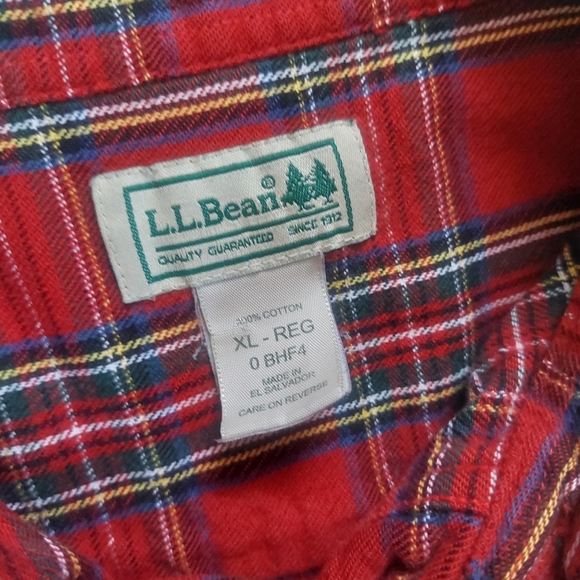 L.L.Bean®
QUALITY GUARANTEED SINCE 1912
100% COTTON
XL - REG
0 BHF4
MADE IN
EL SALVADOR
CARE ON REVERSE